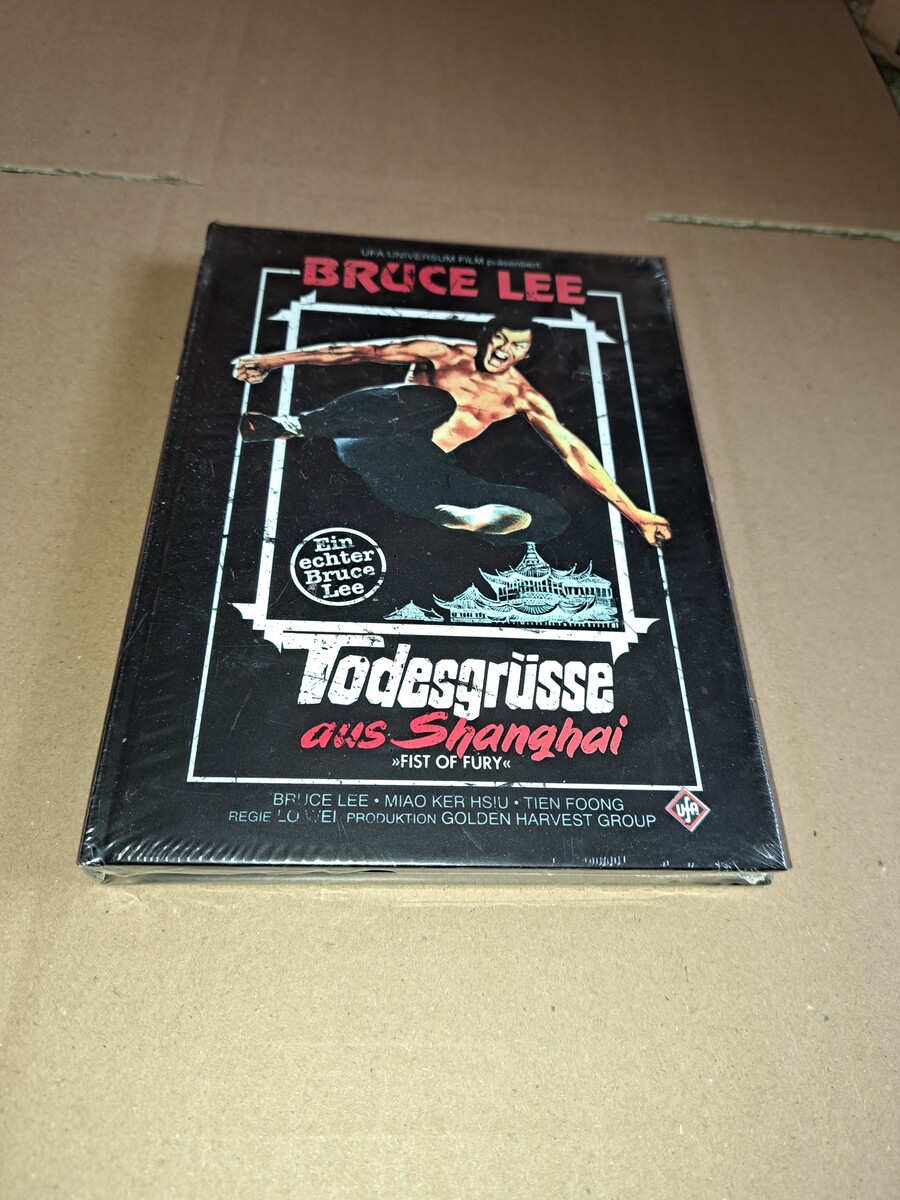 UFA UNIVERSUM FILM präsentiert:
BRUCE LEE
Ein
echter
Bruce
Lee
Todesgrüsse
aus Shanghai
»FIST OF FURY«
BRUCE LEE • MIAO KER HSIU • TIEN FOONG
REGIE LO WEI PRODUKTION GOLDEN HARVEST GROUP
UFA